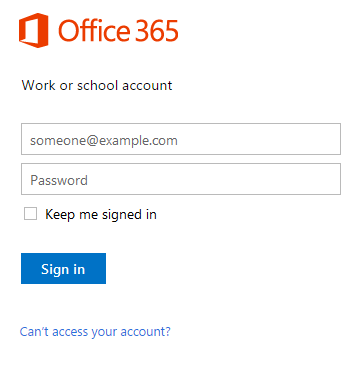 Office 365
Work or school account
someone@example.com
Password
Keep me signed in
Sign in
Can't access your account?